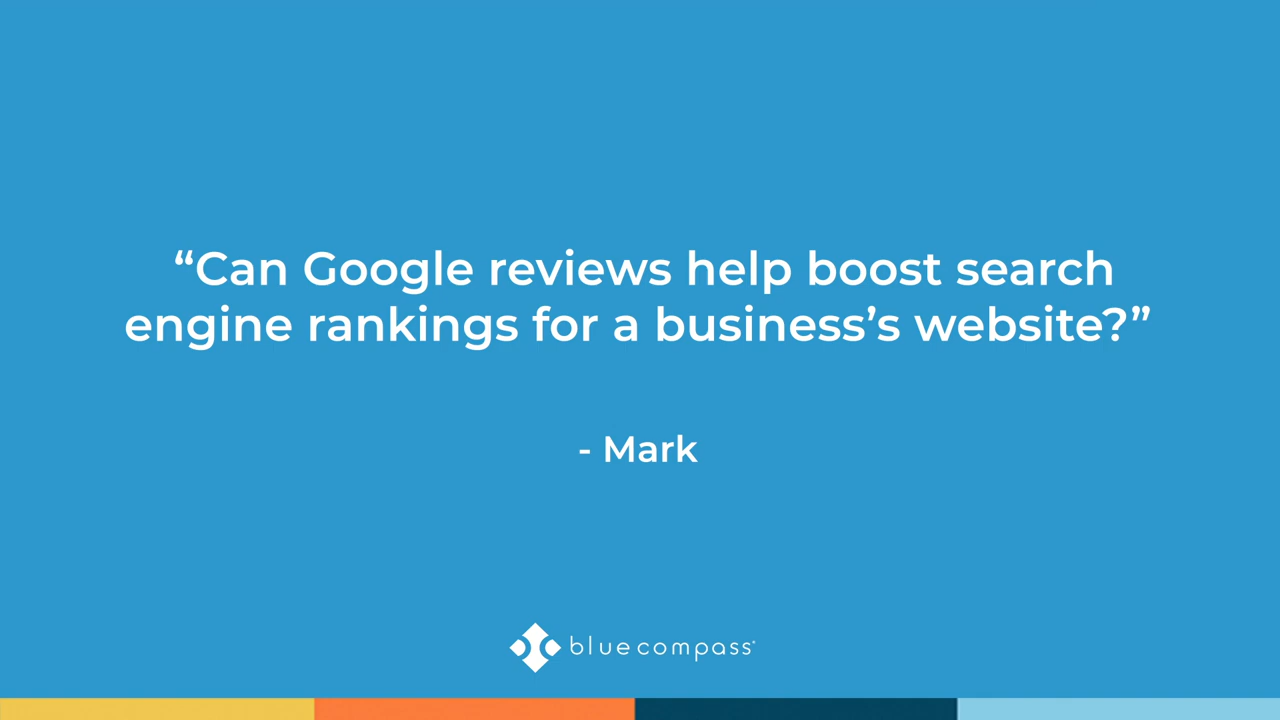 “Can Google reviews help boost search
engine rankings for a business’s website?”
- Mark
blue compass